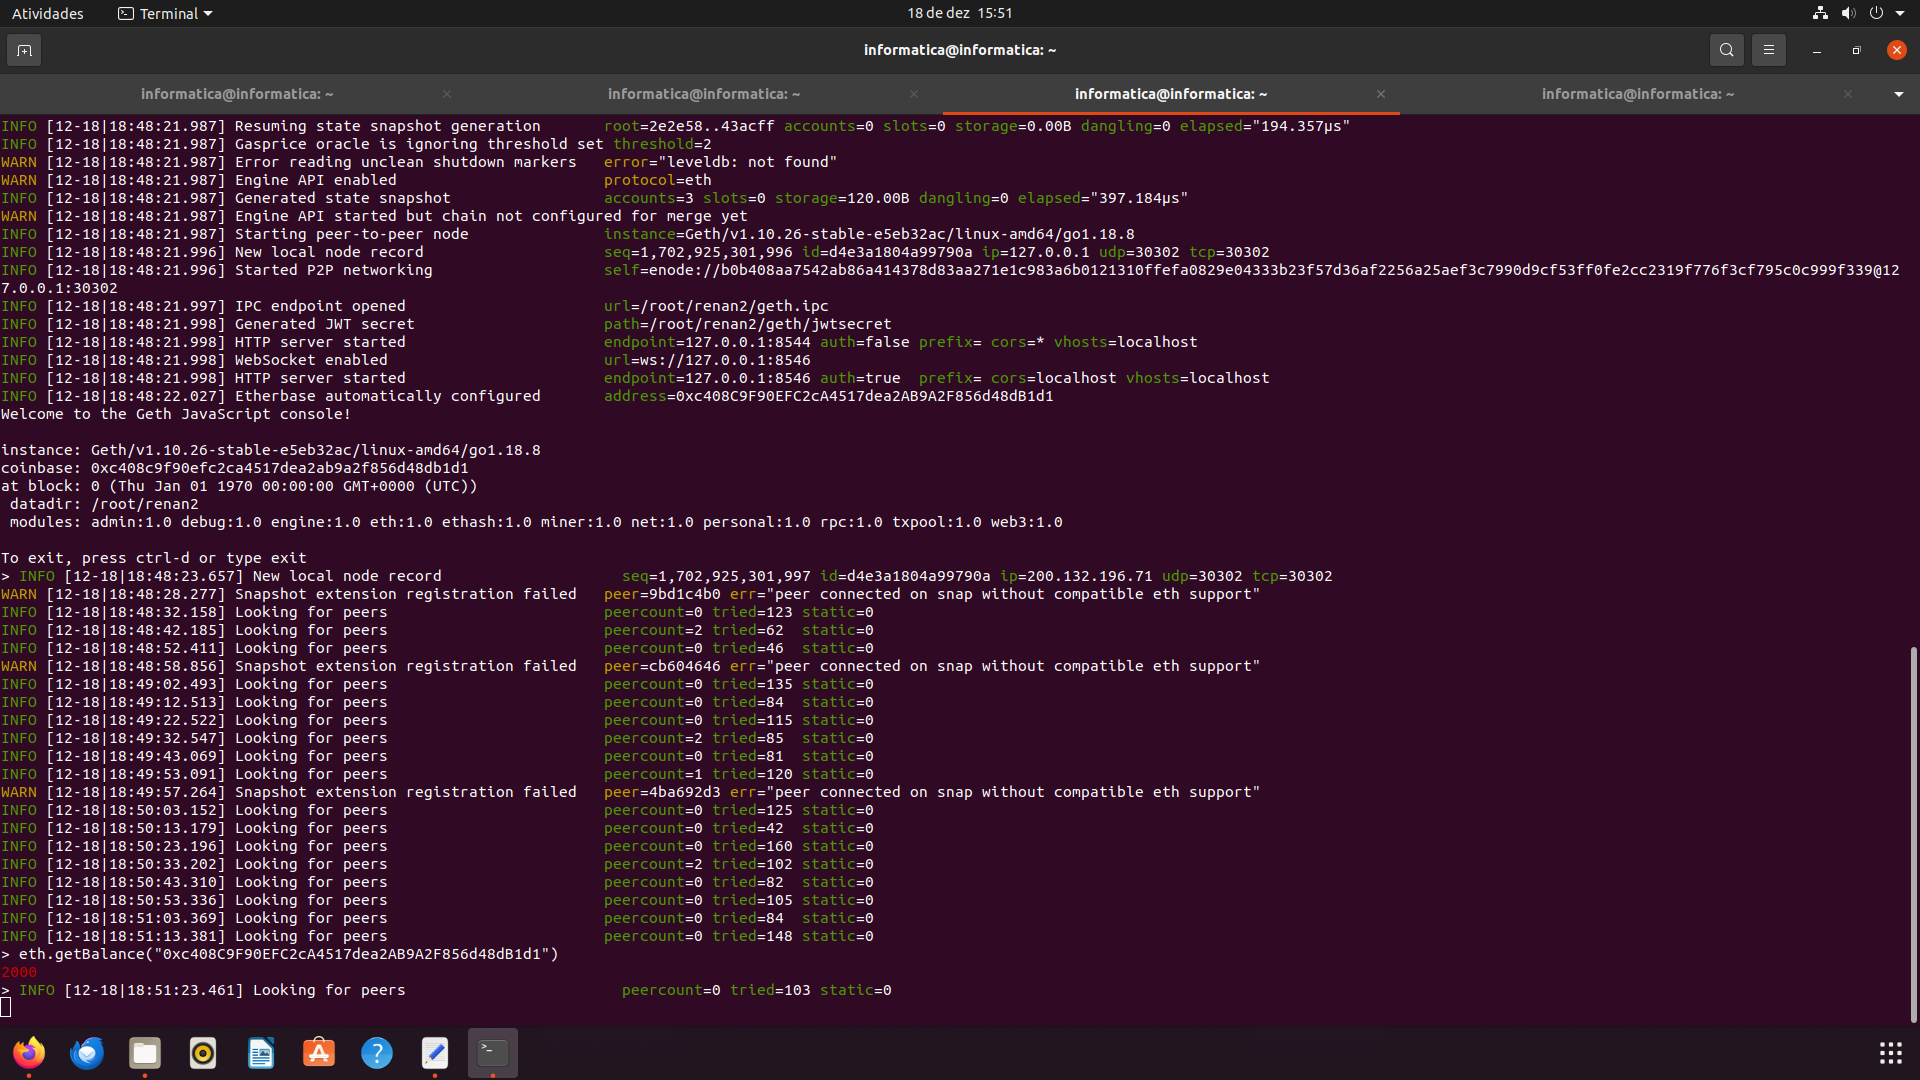 Atividades
Terminal
18 de dez 15:51
informatica@informatica: ~
informatica@informatica: ~
informatica@informatica: ~
informatica@informatica: ~
informatica@informatica: ~
INFO [12-18|18:48:21.987] Resuming state snapshot generation root=2e2e58..43acff accounts=0 slots=0 storage=0.00B dangling=0 elapsed="194.357µs"
INFO [12-18|18:48:21.987] Gasprice oracle is ignoring threshold set threshold=2
WARN [12-18|18:48:21.987] Error reading unclean shutdown markers error="leveldb: not found"
WARN [12-18|18:48:21.987] Engine API enabled protocol=eth
INFO [12-18|18:48:21.987] Generated state snapshot accounts=3 slots=0 storage=120.00B dangling=0 elapsed="397.184µs"
WARN [12-18|18:48:21.987] Engine API started but chain not configured for merge yet
INFO [12-18|18:48:21.987] Starting peer-to-peer node instance=Geth/v1.10.26-stable-e5eb32ac/linux-amd64/go1.18.8
INFO [12-18|18:48:21.996] New local node record seq=1,702,925,301,996 id=d4e3a1804a99790a ip=127.0.0.1 udp=30302 tcp=30302
INFO [12-18|18:48:21.996] Started P2P networking self=enode://b0b408aa7542ab86a414378d83aa271e1c983a6b0121310ffefa0829e04333b23f57d36af2256a25aef3c7990d9cf53ff0fe2cc2319f776f3cf795c0c999f339@12
7.0.0.1:30302
INFO [12-18|18:48:21.997] IPC endpoint opened url=/root/renan2/geth.ipc
INFO [12-18|18:48:21.998] Generated JWT secret path=/root/renan2/geth/jwtsecret
INFO [12-18|18:48:21.998] HTTP server started endpoint=127.0.0.1:8544 auth=false prefix= cors=* vhosts=localhost
INFO [12-18|18:48:21.998] WebSocket enabled url=ws://127.0.0.1:8546
INFO [12-18|18:48:21.998] HTTP server started endpoint=127.0.0.1:8546 auth=true prefix= cors=localhost vhosts=localhost
INFO [12-18|18:48:22.027] Etherbase automatically configured address=0xc408C9F90EFC2cA4517dea2AB9A2F856d48dB1d1
Welcome to the Geth JavaScript console!
instance: Geth/v1.10.26-stable-e5eb32ac/linux-amd64/go1.18.8
coinbase: 0xc408c9f90efc2ca4517dea2ab9a2f856d48db1d1
at block: 0 (Thu Jan 01 1970 00:00:00 GMT+0000 (UTC))
datadir: /root/renan2
modules: admin:1.0 debug:1.0 engine:1.0 eth:1.0 ethash:1.0 miner:1.0 net:1.0 personal:1.0 rpc:1.0 txpool:1.0 web3:1.0
To exit, press ctrl-d or type exit
> INFO [12-18|18:48:23.657] New local node record seq=1,702,925,301,997 id=d4e3a1804a99790a ip=200.132.196.71 udp=30302 tcp=30302
WARN [12-18|18:48:28.277] Snapshot extension registration failed peer=9bd1c4b0 err="peer connected on snap without compatible eth support"
INFO [12-18|18:48:32.158] Looking for peers peercount=0 tried=123 static=0
INFO [12-18|18:48:42.185] Looking for peers peercount=2 tried=62 static=0
INFO [12-18|18:48:52.411] Looking for peers peercount=0 tried=46 static=0
WARN [12-18|18:48:58.856] Snapshot extension registration failed peer=cb604646 err="peer connected on snap without compatible eth support"
INFO [12-18|18:49:02.493] Looking for peers peercount=0 tried=135 static=0
INFO [12-18|18:49:12.513] Looking for peers peercount=0 tried=84 static=0
INFO [12-18|18:49:22.522] Looking for peers peercount=0 tried=115 static=0
INFO [12-18|18:49:32.547] Looking for peers peercount=2 tried=85 static=0
INFO [12-18|18:49:43.069] Looking for peers peercount=0 tried=81 static=0
INFO [12-18|18:49:53.091] Looking for peers peercount=1 tried=120 static=0
WARN [12-18|18:49:57.264] Snapshot extension registration failed peer=4ba692d3 err="peer connected on snap without compatible eth support"
INFO [12-18|18:50:03.152] Looking for peers peercount=0 tried=125 static=0
INFO [12-18|18:50:13.179] Looking for peers peercount=0 tried=42 static=0
INFO [12-18|18:50:23.196] Looking for peers peercount=0 tried=160 static=0
INFO [12-18|18:50:33.202] Looking for peers peercount=2 tried=102 static=0
INFO [12-18|18:50:43.310] Looking for peers peercount=0 tried=82 static=0
INFO [12-18|18:50:53.336] Looking for peers peercount=0 tried=105 static=0
INFO [12-18|18:51:03.369] Looking for peers peercount=0 tried=84 static=0
INFO [12-18|18:51:13.381] Looking for peers peercount=0 tried=148 static=0
> eth.getBalance("0xc408C9F90EFC2cA4517dea2AB9A2F856d48dB1d1")
2000
> INFO [12-18|18:51:23.461] Looking for peers peercount=0 tried=103 static=0